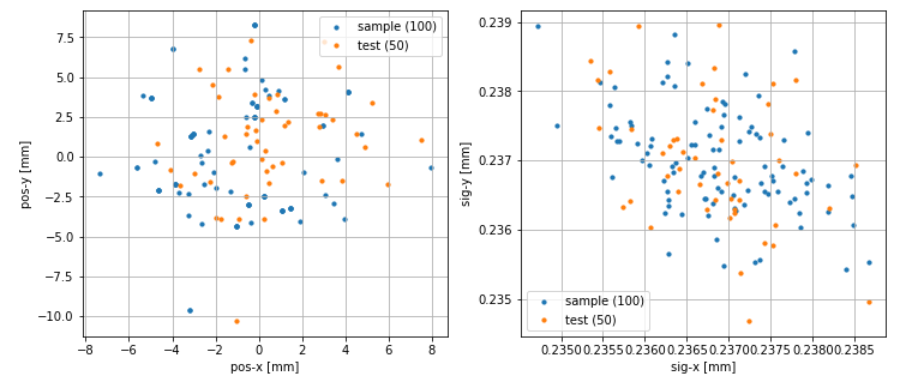 sample (100)
test (50)
7.5
5.0
2.5
0.0
−2.5
−5.0
−7.5
−10.0
−8 −6 −4 −2 0 2 4 6 8
pos-x [mm]
pos-y [mm]
0.239
0.238
0.237
0.236
0.235
sample (100)
test (50)
0.2350 0.2355 0.2360 0.2365 0.2370 0.2375 0.2380 0.2385
sig-x [mm]
sig-y [mm]